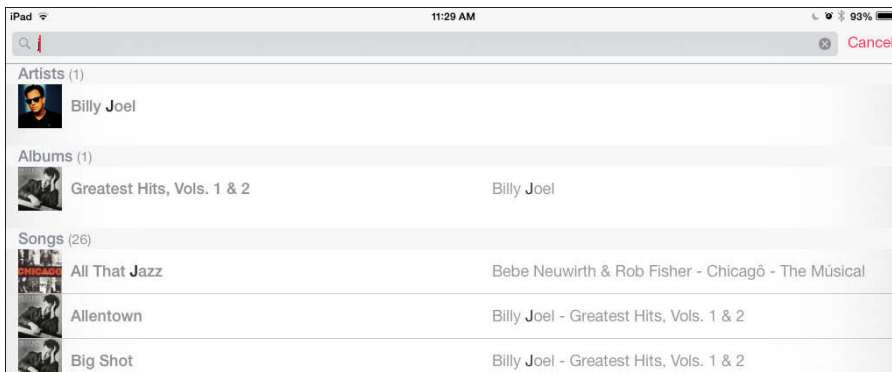 iPad 11:29 AM 93%
j Cancel
Artists (1)
Billy Joel
Albums (1)
Greatest Hits, Vols. 1 & 2 Billy Joel
Songs (26)
CHICAGO All That Jazz Bebe Neuwirth & Rob Fisher - Chicagô - The Músical
Allentown Billy Joel - Greatest Hits, Vols. 1 & 2
Big Shot Billy Joel - Greatest Hits, Vols. 1 & 2